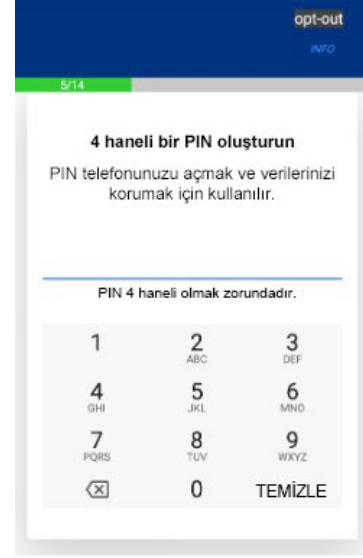 opt-out
INFO
5/14
4 haneli bir PIN oluşturun
PIN telefonunuzu açmak ve verilerinizi
korumak için kullanılır.
PIN 4 haneli olmak zorundadır.
1 2 3
ABC DEF
4 5 6
GHI JKL MNO
7 8 9
PQRS TUV WXYZ
0 TEMİZLE